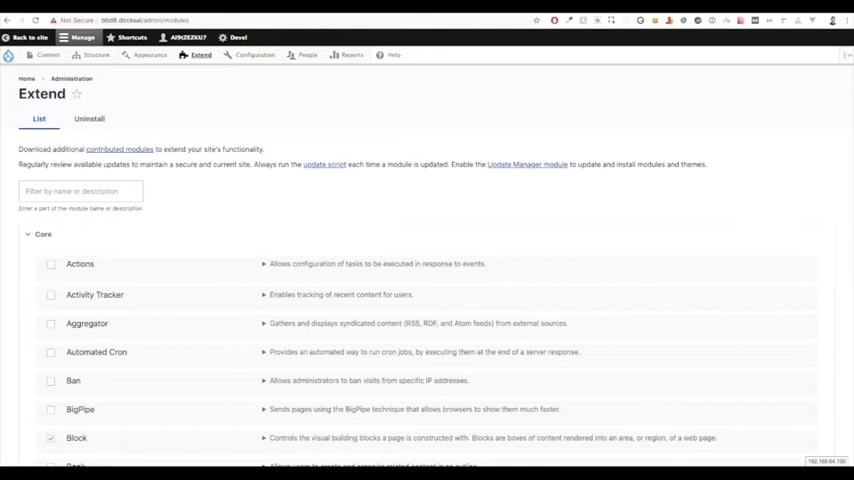 Not Secure | btsd8.docksal/admin/modules
Back to site Manage Shortcuts AI9tZEZKU7 Devel
Content Structure Appearance Extend Configuration People Reports Help
Home Administration
Extend
List Uninstall
Download additional contributed modules to extend your site's functionality.
Regularly review available updates to maintain a secure and current site. Always run the update script each time a module is updated. Enable the Update Manager module to update and install modules and themes.
Filter by name or description
Enter a part of the module name or description
Core
Actions Allows configuration of tasks to be executed in response to events.
Activity Tracker Enables tracking of recent content for users.
Aggregator Gathers and displays syndicated content (RSS, RDF, and Atom feeds) from external sources.
Automated Cron Provides an automated way to run cron jobs, by executing them at the end of a server response.
Ban Allows administrators to ban visits from specific IP addresses.
BigPipe Sends pages using the BigPipe technique that allows browsers to show them much faster.
Block Controls the visual building blocks a page is constructed with. Blocks are boxes of content rendered into an area, or region, of a web page.
192.168.64.100